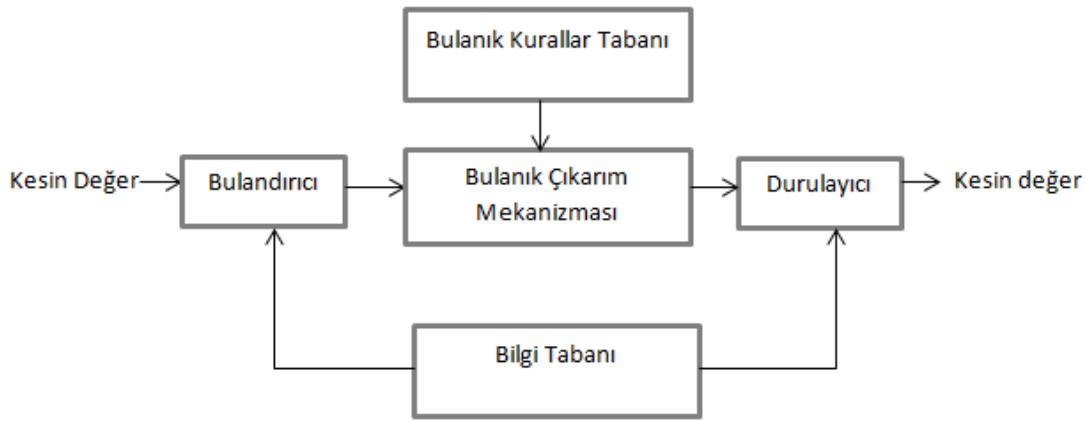 Bulanık Kurallar Tabanı
Kesin Değer
Bulandırıcı
Bulanık Çıkarım
Mekanizması
Durulayıcı
Kesin değer
Bilgi Tabanı